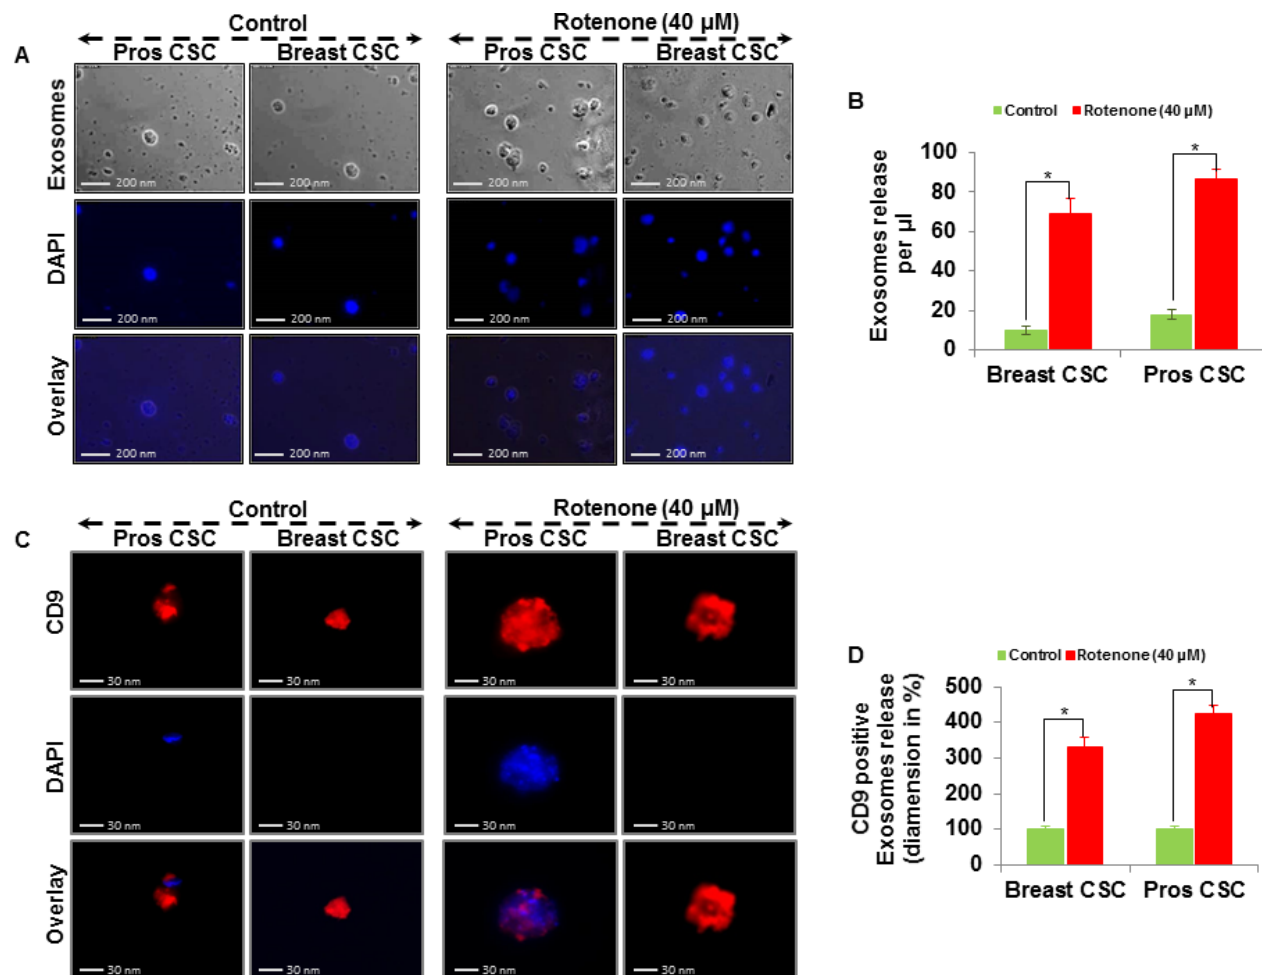 A
Control
Rotenone (40 µM)
Pros CSC
Breast CSC
Pros CSC
Breast CSC
Exosomes
200 nm
200 nm
200 nm
200 nm
DAPI
200 nm
200 nm
200 nm
200 nm
Overlay
200 nm
200 nm
200 nm
200 nm
B
Control
Rotenone (40 µM)
Exosomes release
per µl
100
80
60
40
20
0
*
*
Breast CSC
Pros CSC
C
Control
Rotenone (40 µM)
Pros CSC
Breast CSC
Pros CSC
Breast CSC
CD9
30 nm
30 nm
30 nm
30 nm
DAPI
30 nm
30 nm
30 nm
30 nm
Overlay
30 nm
30 nm
30 nm
30 nm
D
Control
Rotenone (40 µM)
CD9 positive
Exosomes release
(diamension in %)
500
400
300
200
100
0
*
*
Breast CSC
Pros CSC